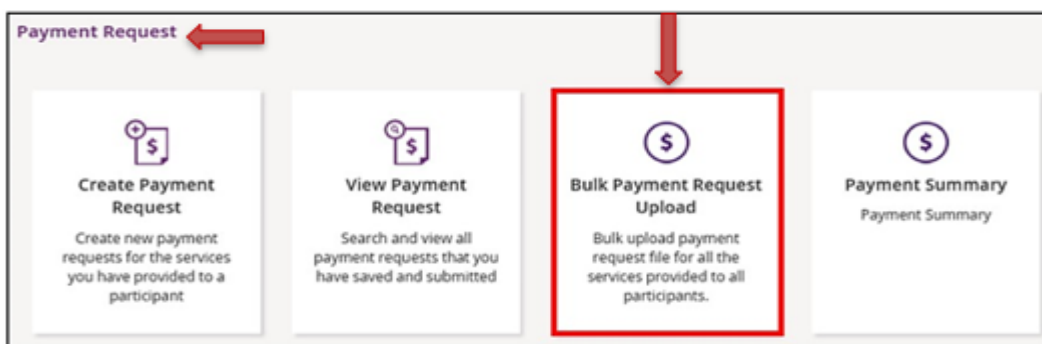 Payment Request
Create Payment
Request
Create new payment
requests for the services
you have provided to a
participant
View Payment
Request
Search and view all
payment requests that you
have saved and submitted
Bulk Payment Request
Upload
Bulk upload payment
request file for all the
services provided to all
participants.
Payment Summary
Payment Summary